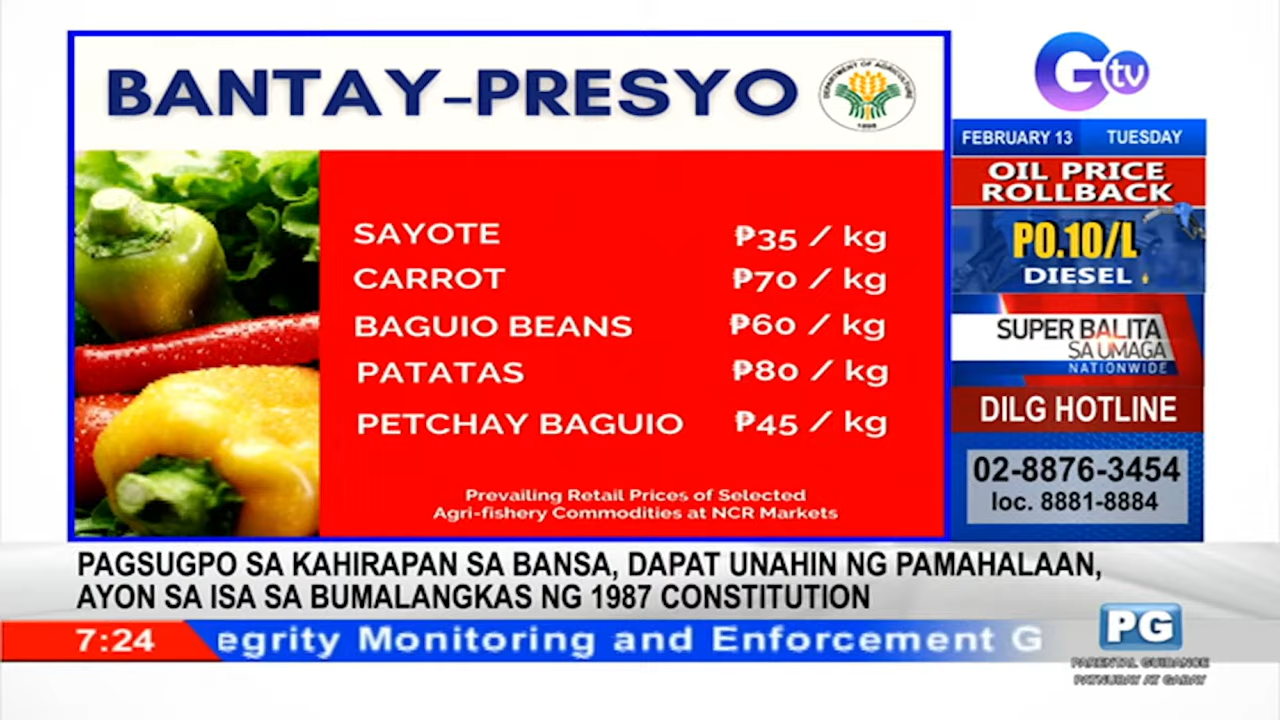 BANTAY-PRESYO
DEPARTMENT OF AGRICULTURE
1898
SAYOTE ₱35 / kg
CARROT ₱70 / kg
BAGUIO BEANS ₱60 / kg
PATATAS ₱80 / kg
PETCHAY BAGUIO ₱45 / kg
Prevailing Retail Prices of Selected
Agri-fishery Commodities at NCR Markets
Gtv
FEBRUARY 13 TUESDAY
OIL PRICE
ROLLBACK
P0.10/L
DIESEL
SUPER BALITA
SA UMAGA
NATIONWIDE
DILG HOTLINE
02-8876-3454
loc. 8881-8884
PAGSUGPO SA KAHIRAPAN SA BANSA, DAPAT UNAHIN NG PAMAHALAAN,
AYON SA ISA SA BUMALANGKAS NG 1987 CONSTITUTION
7:24 egrity Monitoring and Enforcement G
PG
PARENTAL GUIDANCE
PATNUBAY AT GABAY